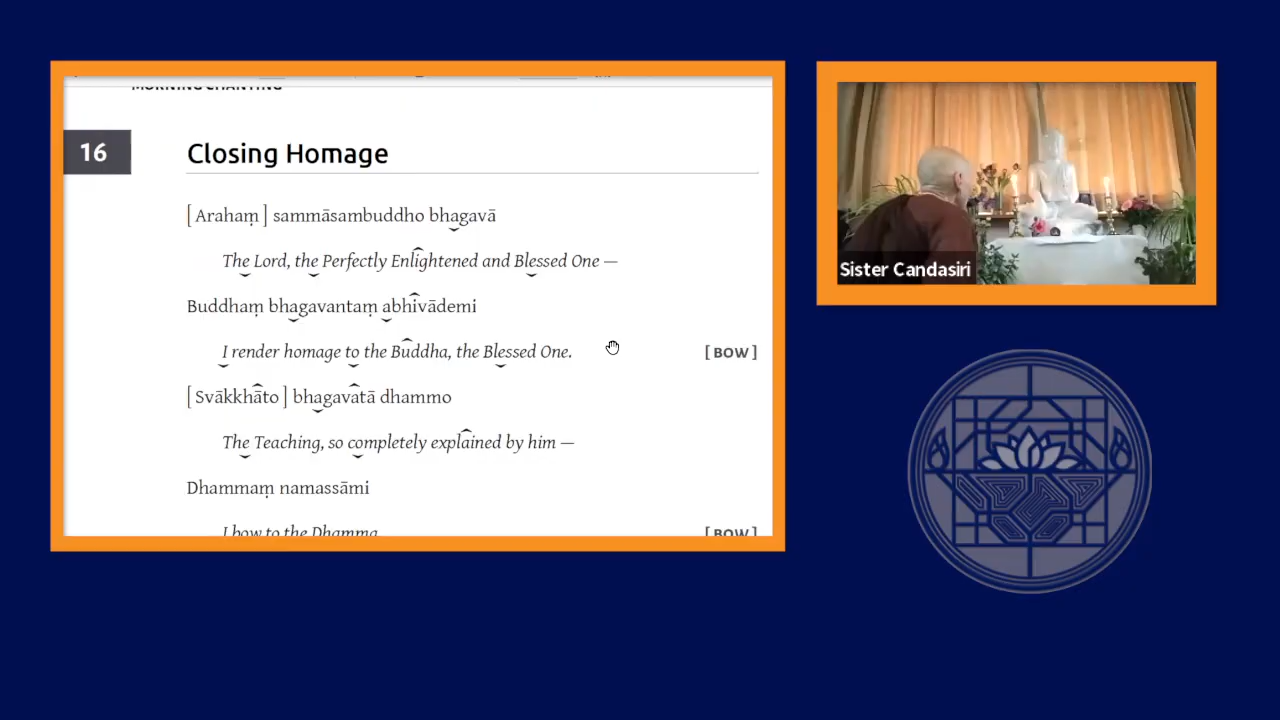 MORNING CHANTING
16
Closing Homage
[ Arahaṃ ] sammāsambuddho bhagavā
The Lord, the Perfectly Enlightened and Blessed One —
Buddhaṃ bhagavantaṃ abhivādemi
I render homage to the Buddha, the Blessed One.
[ BOW ]
[ Svākkhāto ] bhagavatā dhammo
The Teaching, so completely explained by him —
Dhammaṃ namassāmi
I bow to the Dhamma
[ BOW ]
Sister Candasiri